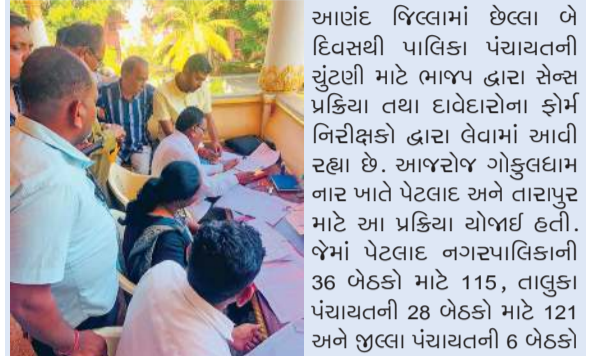 આણંદ જિલ્લામાં છેલ્લા બે
દિવસથી પાલિકા પંચાયતની
ચુંટણી માટે ભાજપ દ્વારા સેન્સ
પ્રક્રિયા તથા દાવેદારોના ફોર્મ
નિરીક્ષકો દ્વારા લેવામાં આવી
રહ્યા છે. આજરોજ ગોકુલધામ
નાર ખાતે પેટલાદ અને તારાપુર
માટે આ પ્રક્રિયા યોજાઈ હતી.
જેમાં પેટલાદ નગરપાલિકાની
36 બેઠકો માટે 115, તાલુકા
પંચાયતની 28 બેઠકો માટે 121
અને જીલ્લા પંચાયતની 6 બેઠકો